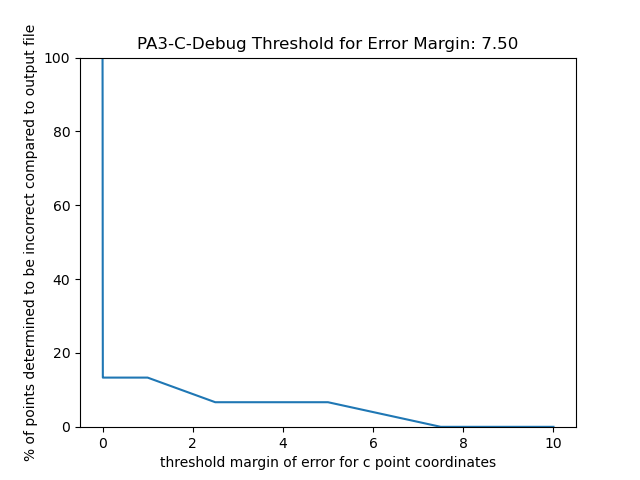 PA3-C-Debug Threshold for Error Margin: 7.50
% of points determined to be incorrect compared to output file
100
80
60
40
20
0
0 2 4 6 8 10
threshold margin of error for c point coordinates